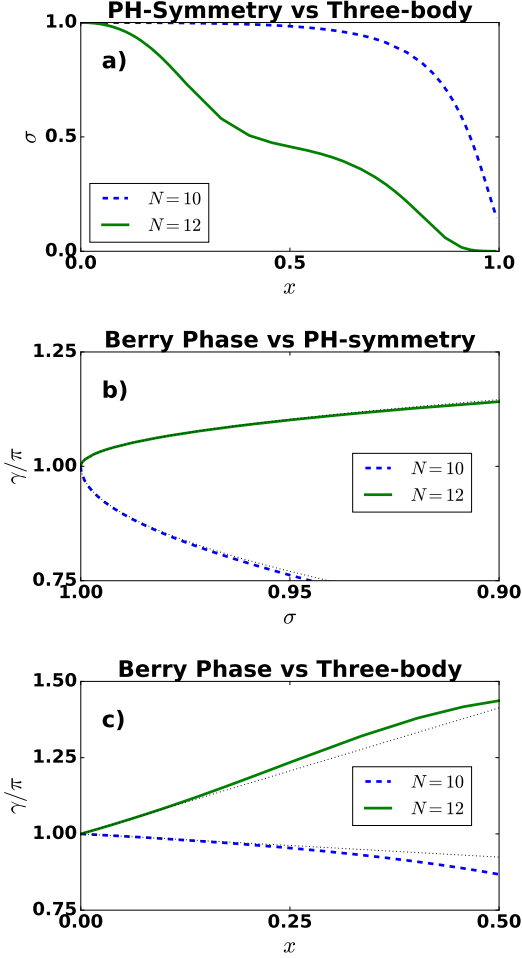 PH-Symmetry vs Three-body
1.0
a)
σ
0.5
N = 10
N = 12
0.0
0.0 0.5 1.0
x
Berry Phase vs PH-symmetry
1.25
b)
γ/π
1.00
N = 10
N = 12
0.75
1.00 0.95 0.90
σ
Berry Phase vs Three-body
1.50
c)
γ/π
1.25
N = 10
N = 12
1.00
0.75
0.00 0.25 0.50
x